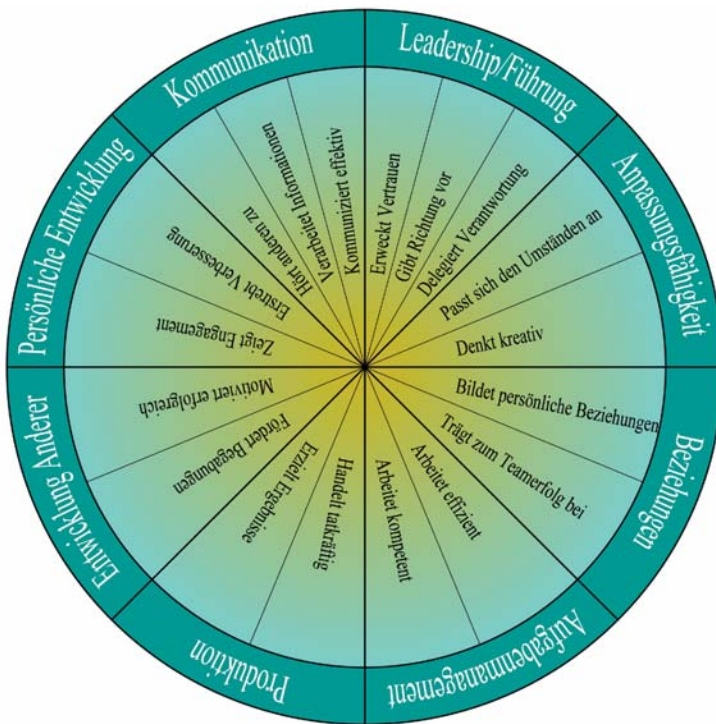 Leadership/Führung
Erweckt Vertrauen
Gibt Richtung vor
Delegiert Verantwortung
Anpassungsfähigkeit
Passt sich den Umständen an
Denkt kreativ
Beziehungen
Bildet persönliche Beziehungen
Trägt zum Teamerfolg bei
Aufgabenmanagement
Arbeitet effizient
Arbeitet kompetent
Produktion
Handelt tatkräftig
Erzielt Ergebnisse
Entwicklung Anderer
Fördert Begabungen
Motiviert erfolgreich
Persönliche Entwicklung
Zeigt Engagement
Erstrebt Verbesserung
Kommunikation
Hört anderen zu
Verarbeitet Informationen
Kommuniziert effektiv